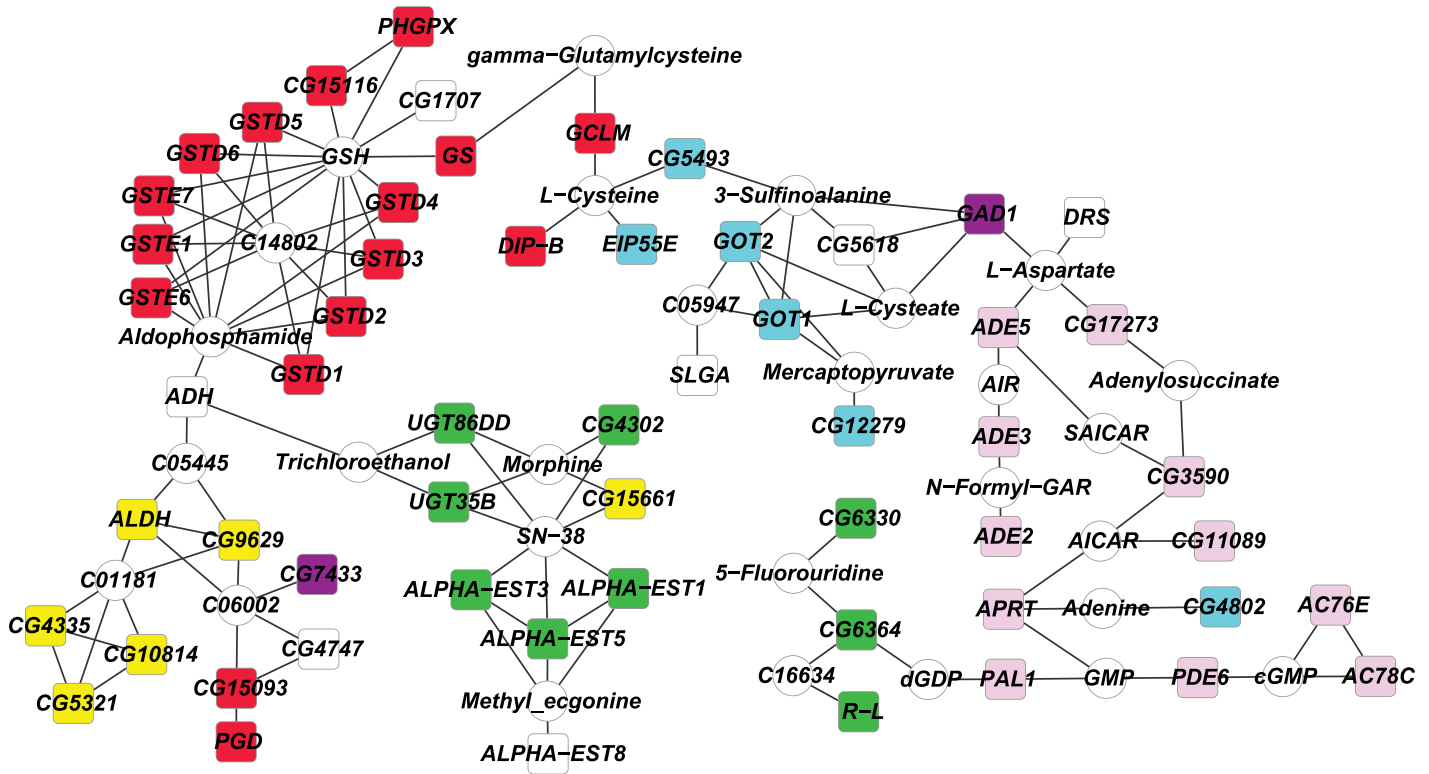 PHGPX
gamma−Glutamylcysteine
CG15116
CG1707
GSTD5
GCLM
GSTD6
GSH
GS
CG5493
GSTE7
L−Cysteine
3−Sulfinoalanine
GSTD4
GAD1
DRS
GSTE1
C14802
DIP−B
EIP55E
GOT2
CG5618
GSTD3
L−Aspartate
GSTE6
C05947
L−Cysteate
GSTD2
GOT1
ADE5
CG17273
Aldophosphamide
GSTD1
SLGA
Mercaptopyruvate
AIR
Adenylosuccinate
ADH
UGT86DD
CG4302
CG12279
ADE3
SAICAR
C05445
Trichloroethanol
Morphine
CG3590
N−Formyl−GAR
UGT35B
CG15661
ALDH
CG6330
CG9629
SN−38
ADE2
AICAR
CG11089
C01181
CG7433
5−Fluorouridine
ALPHA−EST3
ALPHA−EST1
C06002
APRT
Adenine
CG4802
AC76E
CG4335
CG6364
ALPHA−EST5
CG10814
CG4747
C16634
dGDP
PAL1
GMP
PDE6
cGMP
AC78C
CG15093
CG5321
Methyl_ecgonine
R−L
PGD
ALPHA−EST8